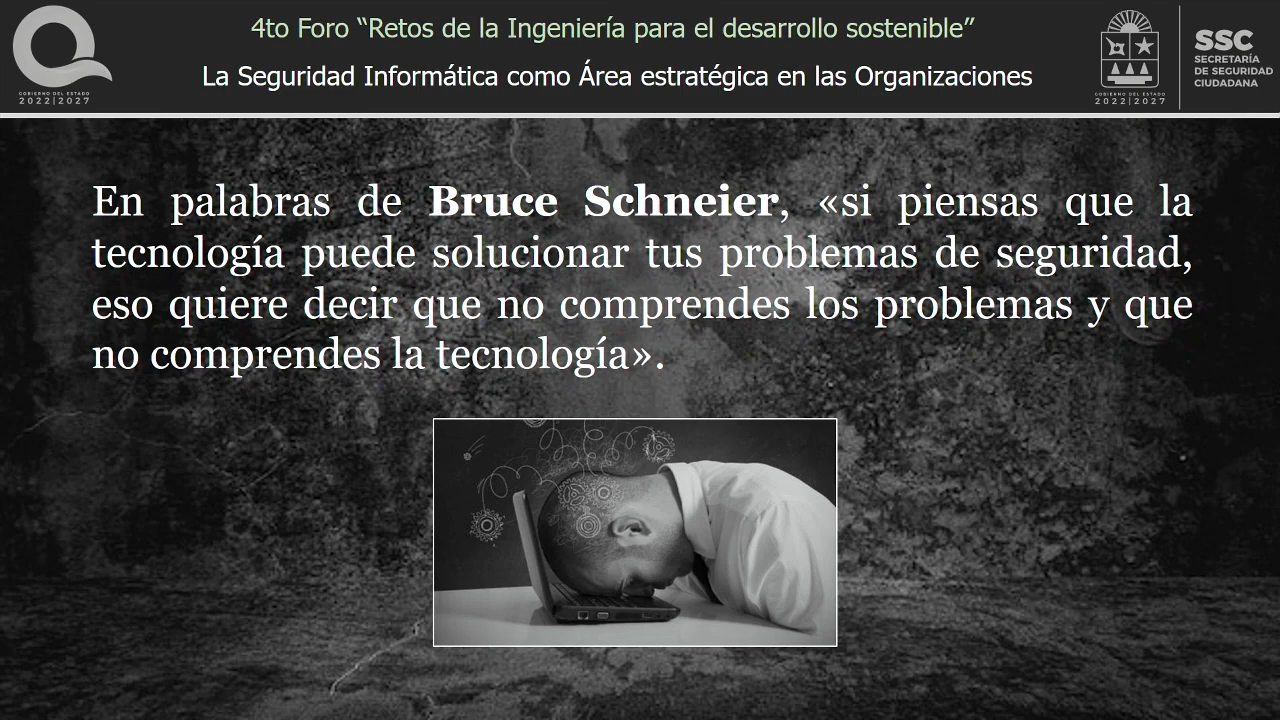 4to Foro “Retos de la Ingeniería para el desarrollo sostenible”
La Seguridad Informática como Área estratégica en las Organizaciones
GOBIERNO DEL ESTADO
2022|2027
GOBIERNO DEL ESTADO
2022|2027
SSC
SECRETARÍA
DE SEGURIDAD
CIUDADANA
En palabras de Bruce Schneier, «si piensas que la
tecnología puede solucionar tus problemas de seguridad,
eso quiere decir que no comprendes los problemas y que
no comprendes la tecnología».